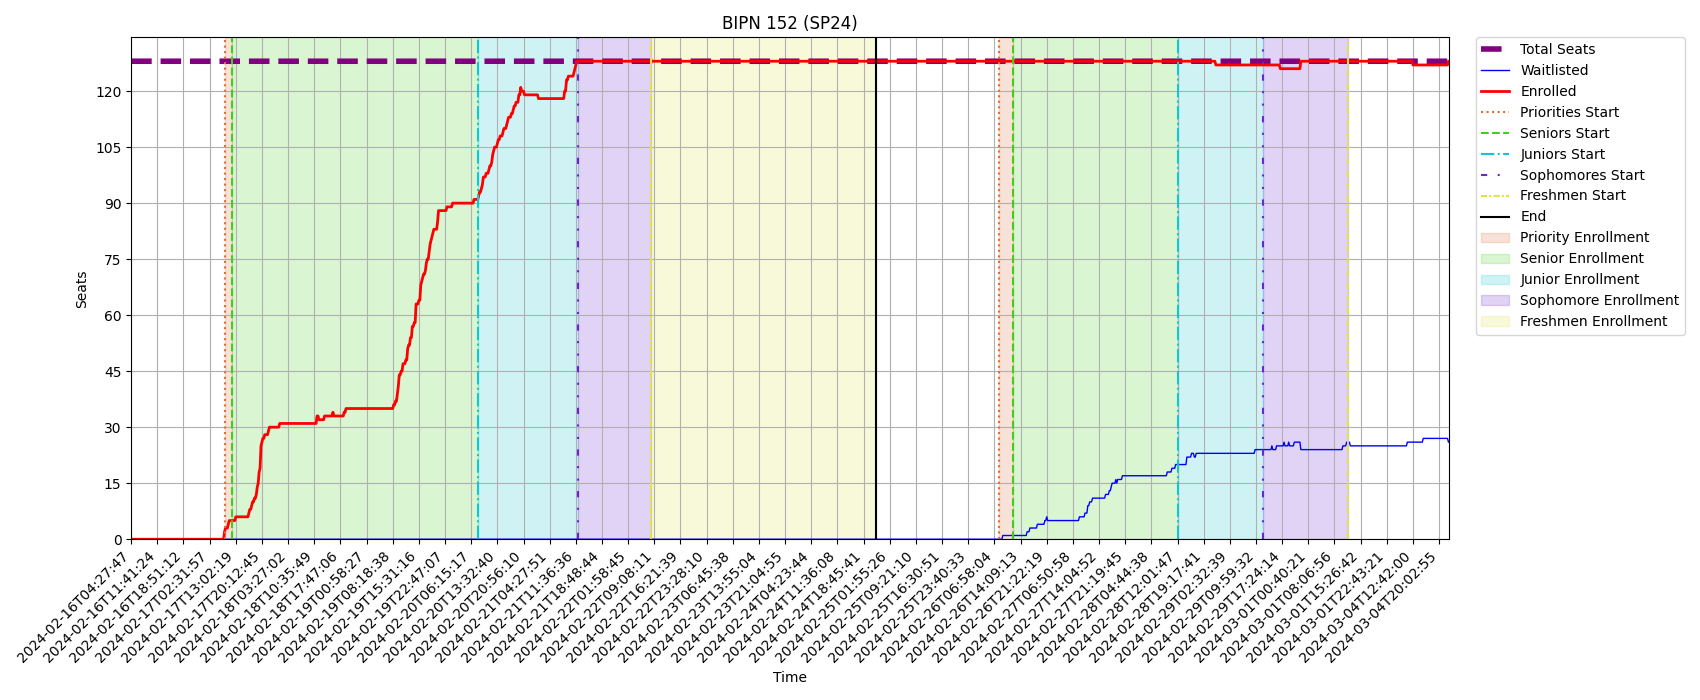 BIPN 152 (SP24)
Seats
120
105
90
75
60
45
30
15
0
2024-02-16T04:27:47
2024-02-16T11:41:24
2024-02-16T18:51:12
2024-02-17T02:31:57
2024-02-17T13:02:19
2024-02-17T20:12:45
2024-02-18T03:27:02
2024-02-18T10:35:49
2024-02-18T17:47:06
2024-02-19T00:58:27
2024-02-19T08:18:38
2024-02-19T15:31:16
2024-02-19T22:47:07
2024-02-20T06:15:17
2024-02-20T13:32:40
2024-02-20T20:56:10
2024-02-21T04:27:51
2024-02-21T11:36:36
2024-02-21T18:48:44
2024-02-22T01:58:45
2024-02-22T09:08:11
2024-02-22T16:21:39
2024-02-22T23:28:10
2024-02-23T06:45:38
2024-02-23T13:55:04
2024-02-23T21:04:55
2024-02-24T04:23:44
2024-02-24T11:36:08
2024-02-24T18:45:41
2024-02-25T01:55:26
2024-02-25T09:21:10
2024-02-25T16:30:51
2024-02-25T23:40:33
2024-02-26T06:58:04
2024-02-26T14:09:13
2024-02-26T21:22:19
2024-02-27T06:50:58
2024-02-27T14:04:52
2024-02-27T21:19:45
2024-02-28T04:44:38
2024-02-28T12:01:47
2024-02-28T19:17:41
2024-02-29T02:32:39
2024-02-29T09:59:32
2024-02-29T17:24:14
2024-03-01T00:40:21
2024-03-01T08:06:56
2024-03-01T15:26:42
2024-03-01T22:43:21
2024-03-04T12:42:00
2024-03-04T20:02:55
Time
Total Seats
Waitlisted
Enrolled
Priorities Start
Seniors Start
Juniors Start
Sophomores Start
Freshmen Start
End
Priority Enrollment
Senior Enrollment
Junior Enrollment
Sophomore Enrollment
Freshmen Enrollment